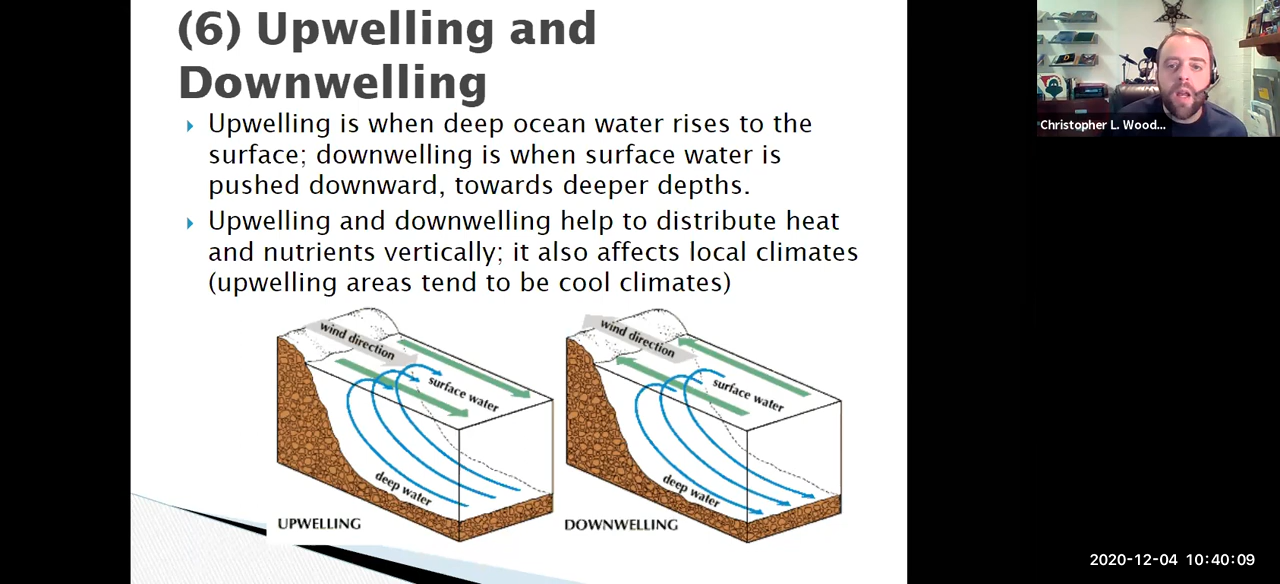 (6) Upwelling and
Downwelling
Upwelling is when deep ocean water rises to the
surface; downwelling is when surface water is
pushed downward, towards deeper depths.
Upwelling and downwelling help to distribute heat
and nutrients vertically; it also affects local climates
(upwelling areas tend to be cool climates)
wind direction
surface water
deep water
UPWELLING
wind direction
surface water
deep water
DOWNWELLING
Christopher L. Wood...
2020-12-04 10:40:09